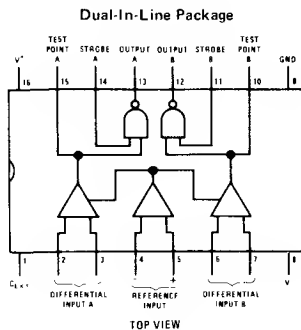 Dual-In-Line Package
TEST POINT A
STROBE A
OUTPUT A
OUTPUT B
STROBE B
TEST POINT B
V+
GND
16 15 14 13 12 11 10 9
1 2 3 4 5 6 7 8
- +
CEXT
DIFFERENTIAL INPUT A
REFERENCE INPUT
DIFFERENTIAL INPUT B
V-
TOP VIEW